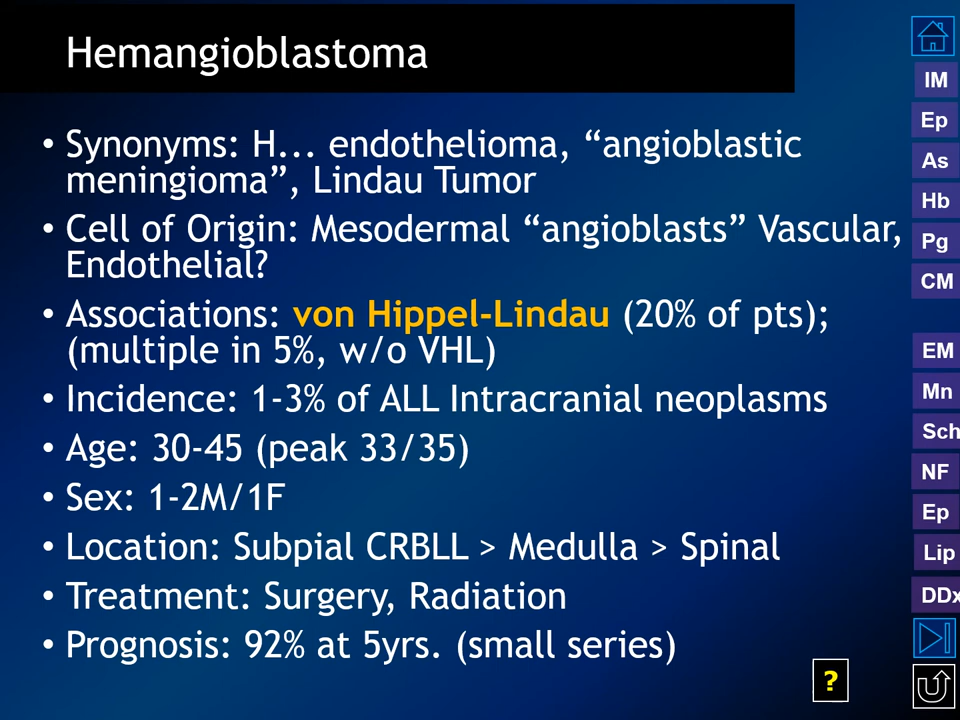 Hemangioblastoma
• Synonyms: H... endothelioma, “angioblastic
meningioma”, Lindau Tumor
• Cell of Origin: Mesodermal “angioblasts” Vascular,
Endothelial?
• Associations: von Hippel-Lindau (20% of pts);
(multiple in 5%, w/o VHL)
• Incidence: 1-3% of ALL Intracranial neoplasms
• Age: 30-45 (peak 33/35)
• Sex: 1-2M/1F
• Location: Subpial CRBLL > Medulla > Spinal
• Treatment: Surgery, Radiation
• Prognosis: 92% at 5yrs. (small series)
?
IM
Ep
As
Hb
Pg
CM
EM
Mn
Sch
NF
Ep
Lip
DDx